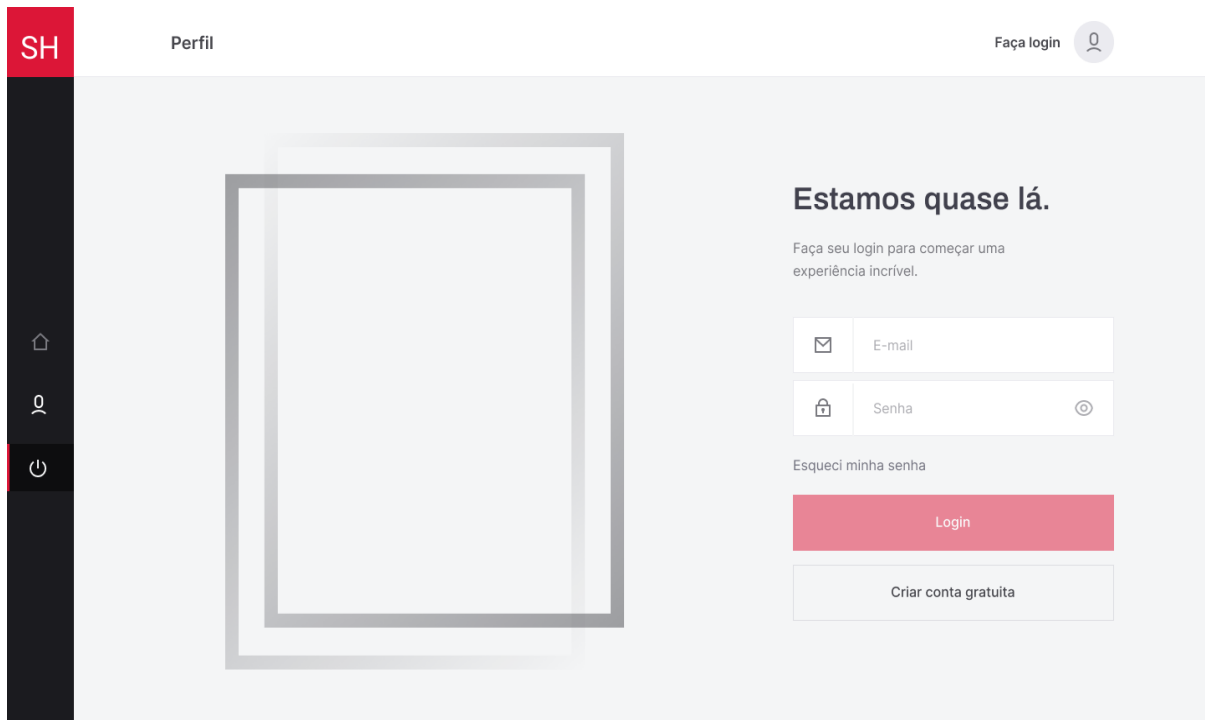 SH
Perfil
Faça login
Estamos quase lá.
Faça seu login para começar uma
experiência incrível.
E-mail
Senha
Esqueci minha senha
Login
Criar conta gratuita